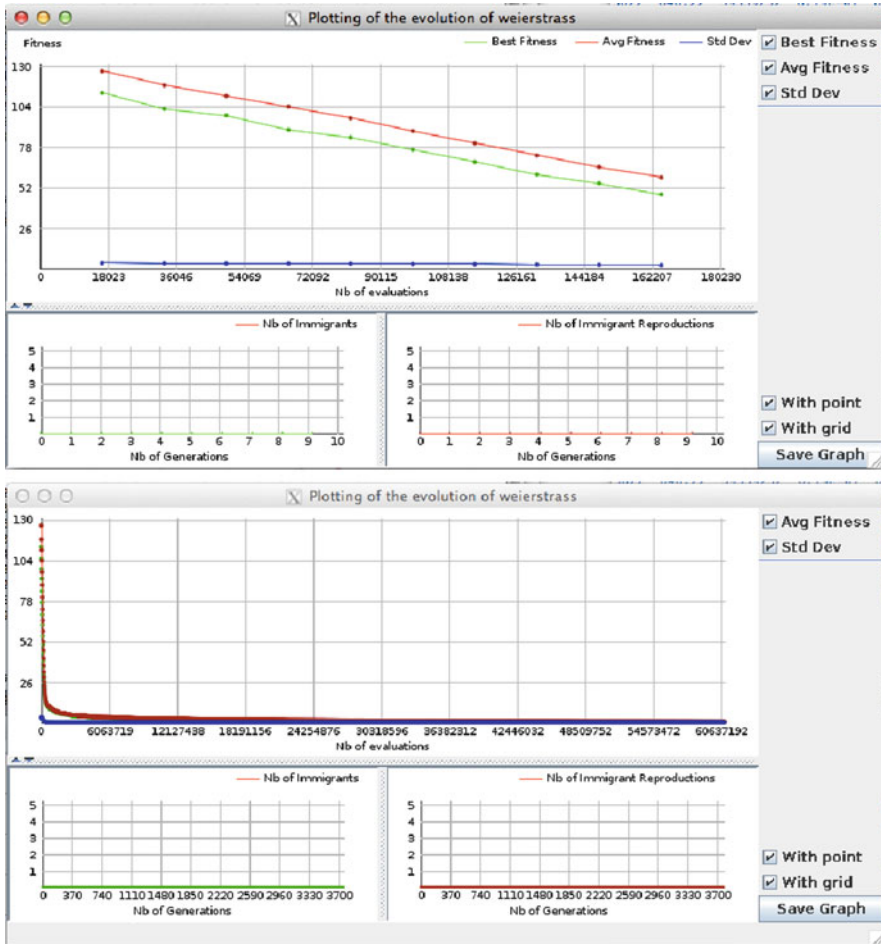 Plotting of the evolution of weierstrass
Fitness
Best Fitness Avg Fitness Std Dev
130
104
78
52
26
0 18023 36046 54069 72092 90115 108138 126161 144184 162207 180230
Nb of evaluations
Best Fitness
Avg Fitness
Std Dev
Nb of Immigrants
5
4
3
2
1
0 1 2 3 4 5 6 7 8 9 10
Nb of Generations
Nb of Immigrant Reproductions
5
4
3
2
1
0 1 2 3 4 5 6 7 8 9 10
Nb of Generations
With point
With grid
Save Graph
Plotting of the evolution of weierstrass
130
104
78
52
26
0 6063719 12127438 18191156 24254876 30318596 36382312 42446032 48509752 54573472 60637192
Nb of evaluations
Avg Fitness
Std Dev
Nb of Immigrants
5
4
3
2
1
0 370 740 1110 1480 1850 2220 2590 2960 3330 3700
Nb of Generations
Nb of Immigrant Reproductions
5
4
3
2
1
0 370 740 1110 1480 1850 2220 2590 2960 3330 3700
Nb of Generations
With point
With grid
Save Graph